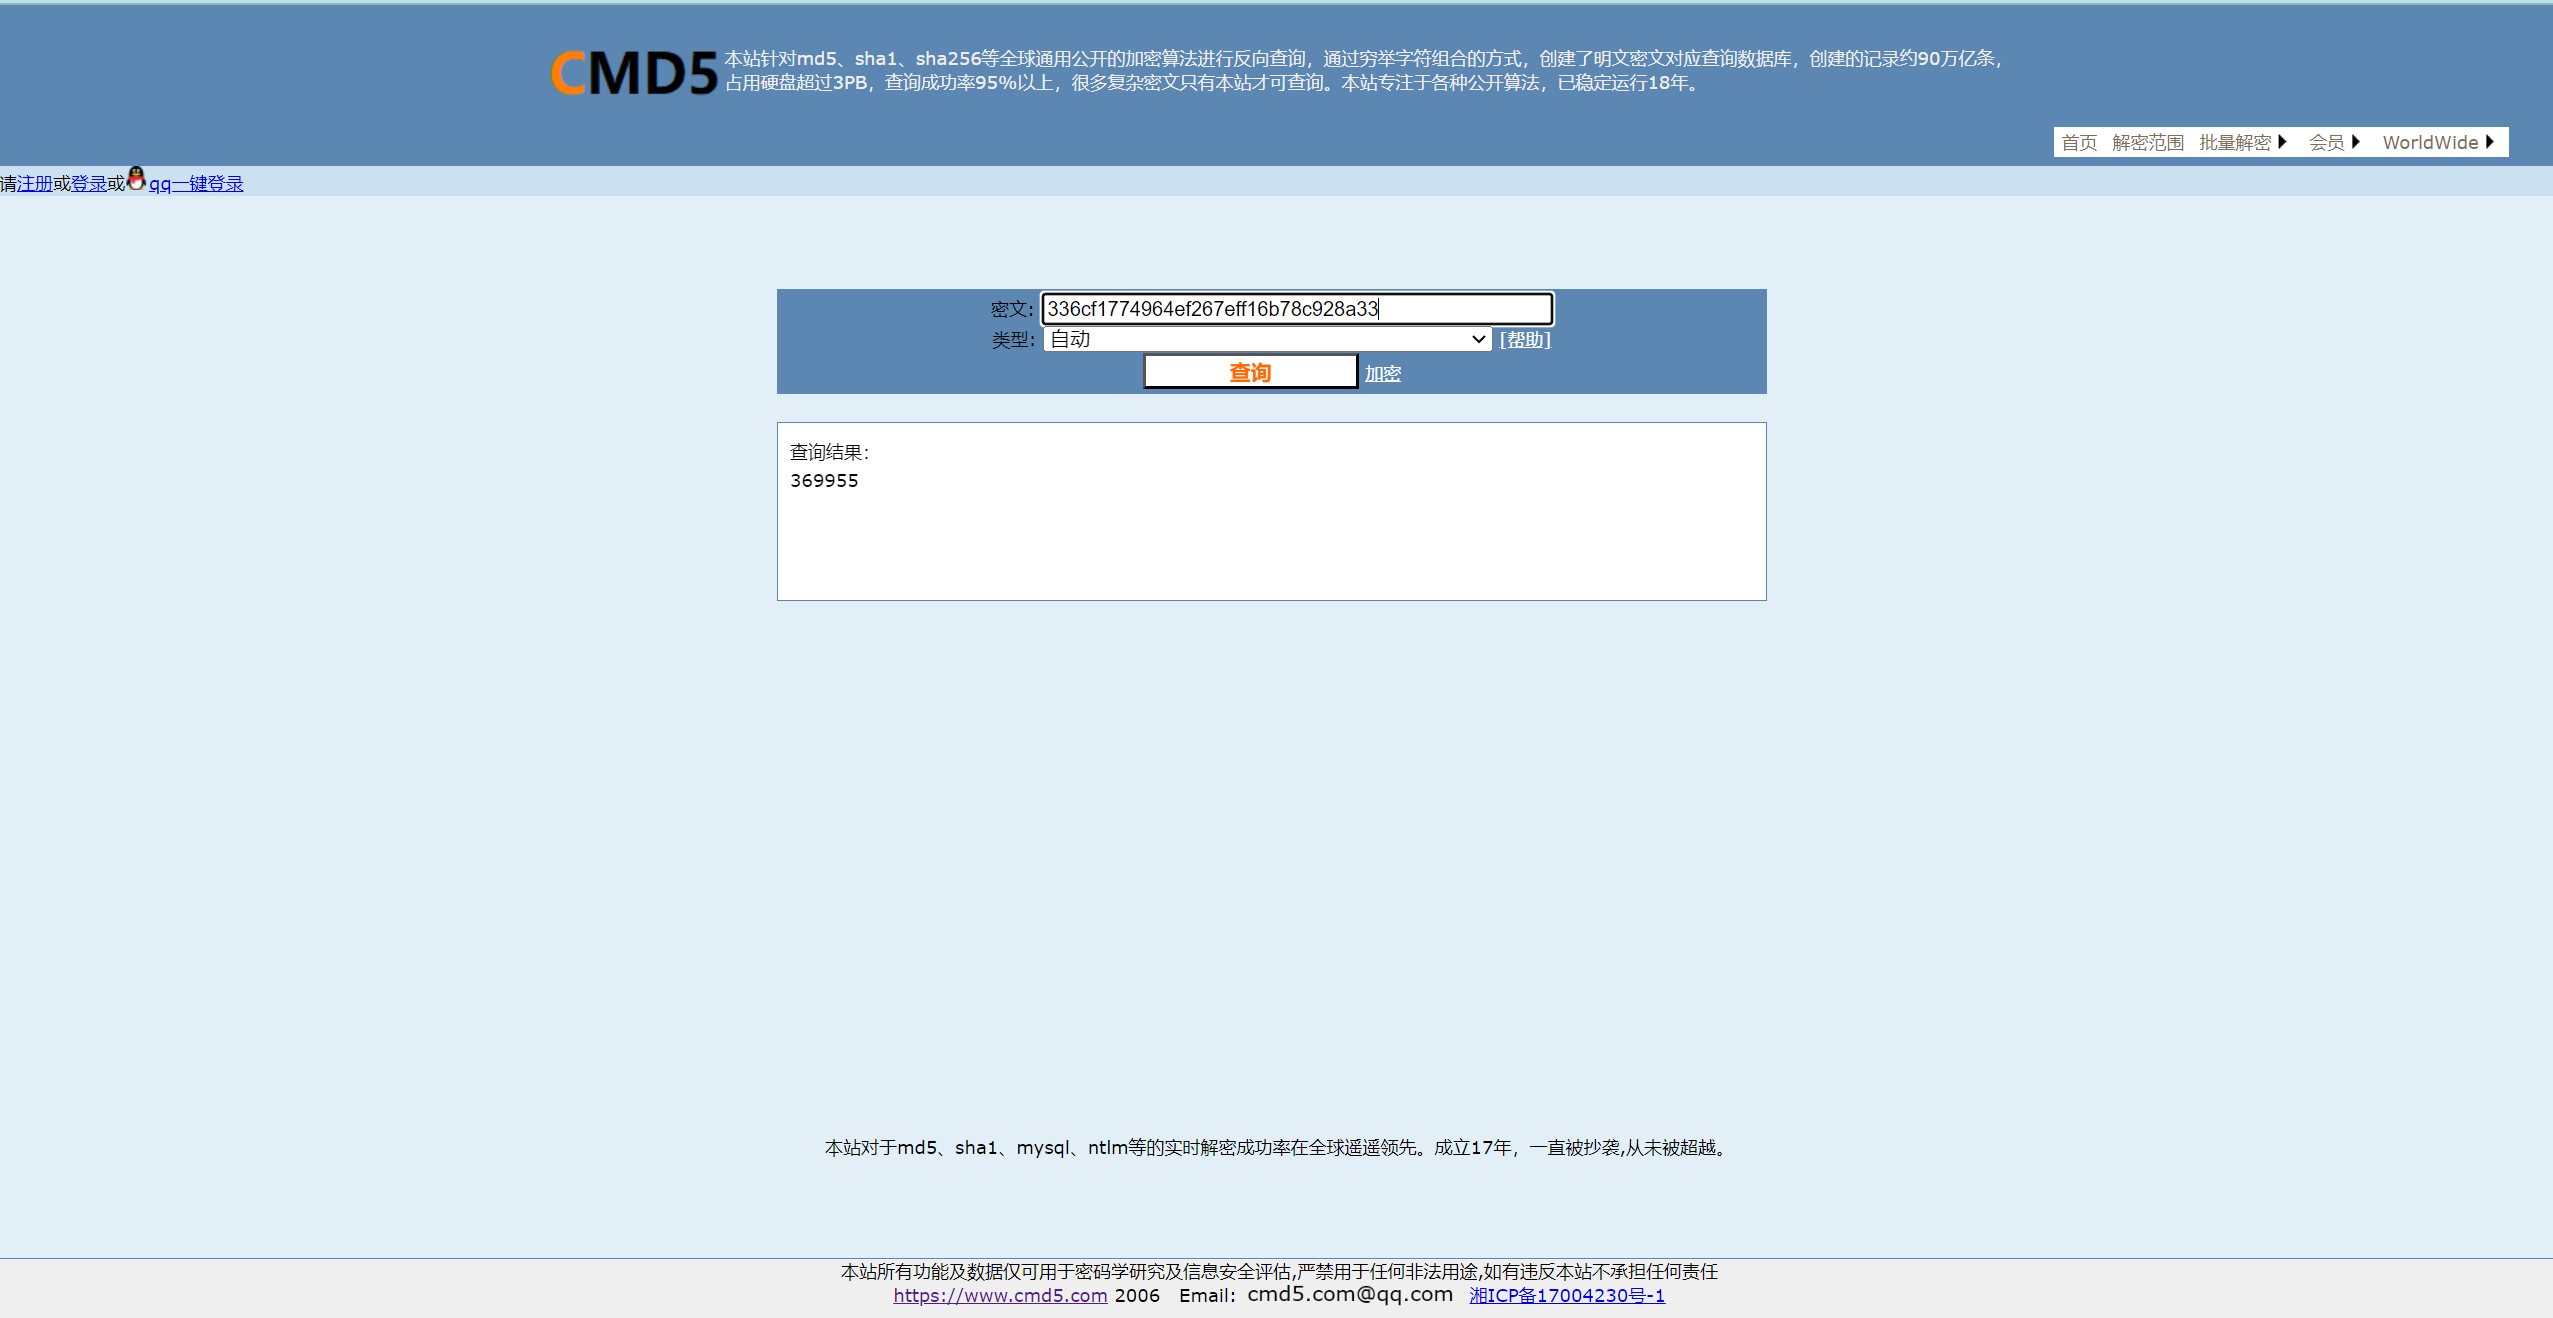 CMD5
本站针对md5、sha1、sha256等全球通用公开的加密算法进行反向查询，通过穷举字符组合的方式，创建了明文密文对应查询数据库，创建的记录约90万亿条，
占用硬盘超过3PB，查询成功率95%以上，很多复杂密文只有本站才可查询。本站专注于各种公开算法，已稳定运行18年。
首页 解密范围 批量解密 会员 WorldWide
请注册或登录或qq一键登录
密文: 336cf1774964ef267eff16b78c928a33
类型: 自动 [帮助]
查询 加密
查询结果：
369955
本站对于md5、sha1、mysql、ntlm等的实时解密成功率在全球遥遥领先。成立17年，一直被抄袭,从未被超越。
本站所有功能及数据仅可用于密码学研究及信息安全评估,严禁用于任何非法用途,如有违反本站不承担任何责任
https://www.cmd5.com 2006 Email: cmd5.com@qq.com 湘ICP备17004230号-1